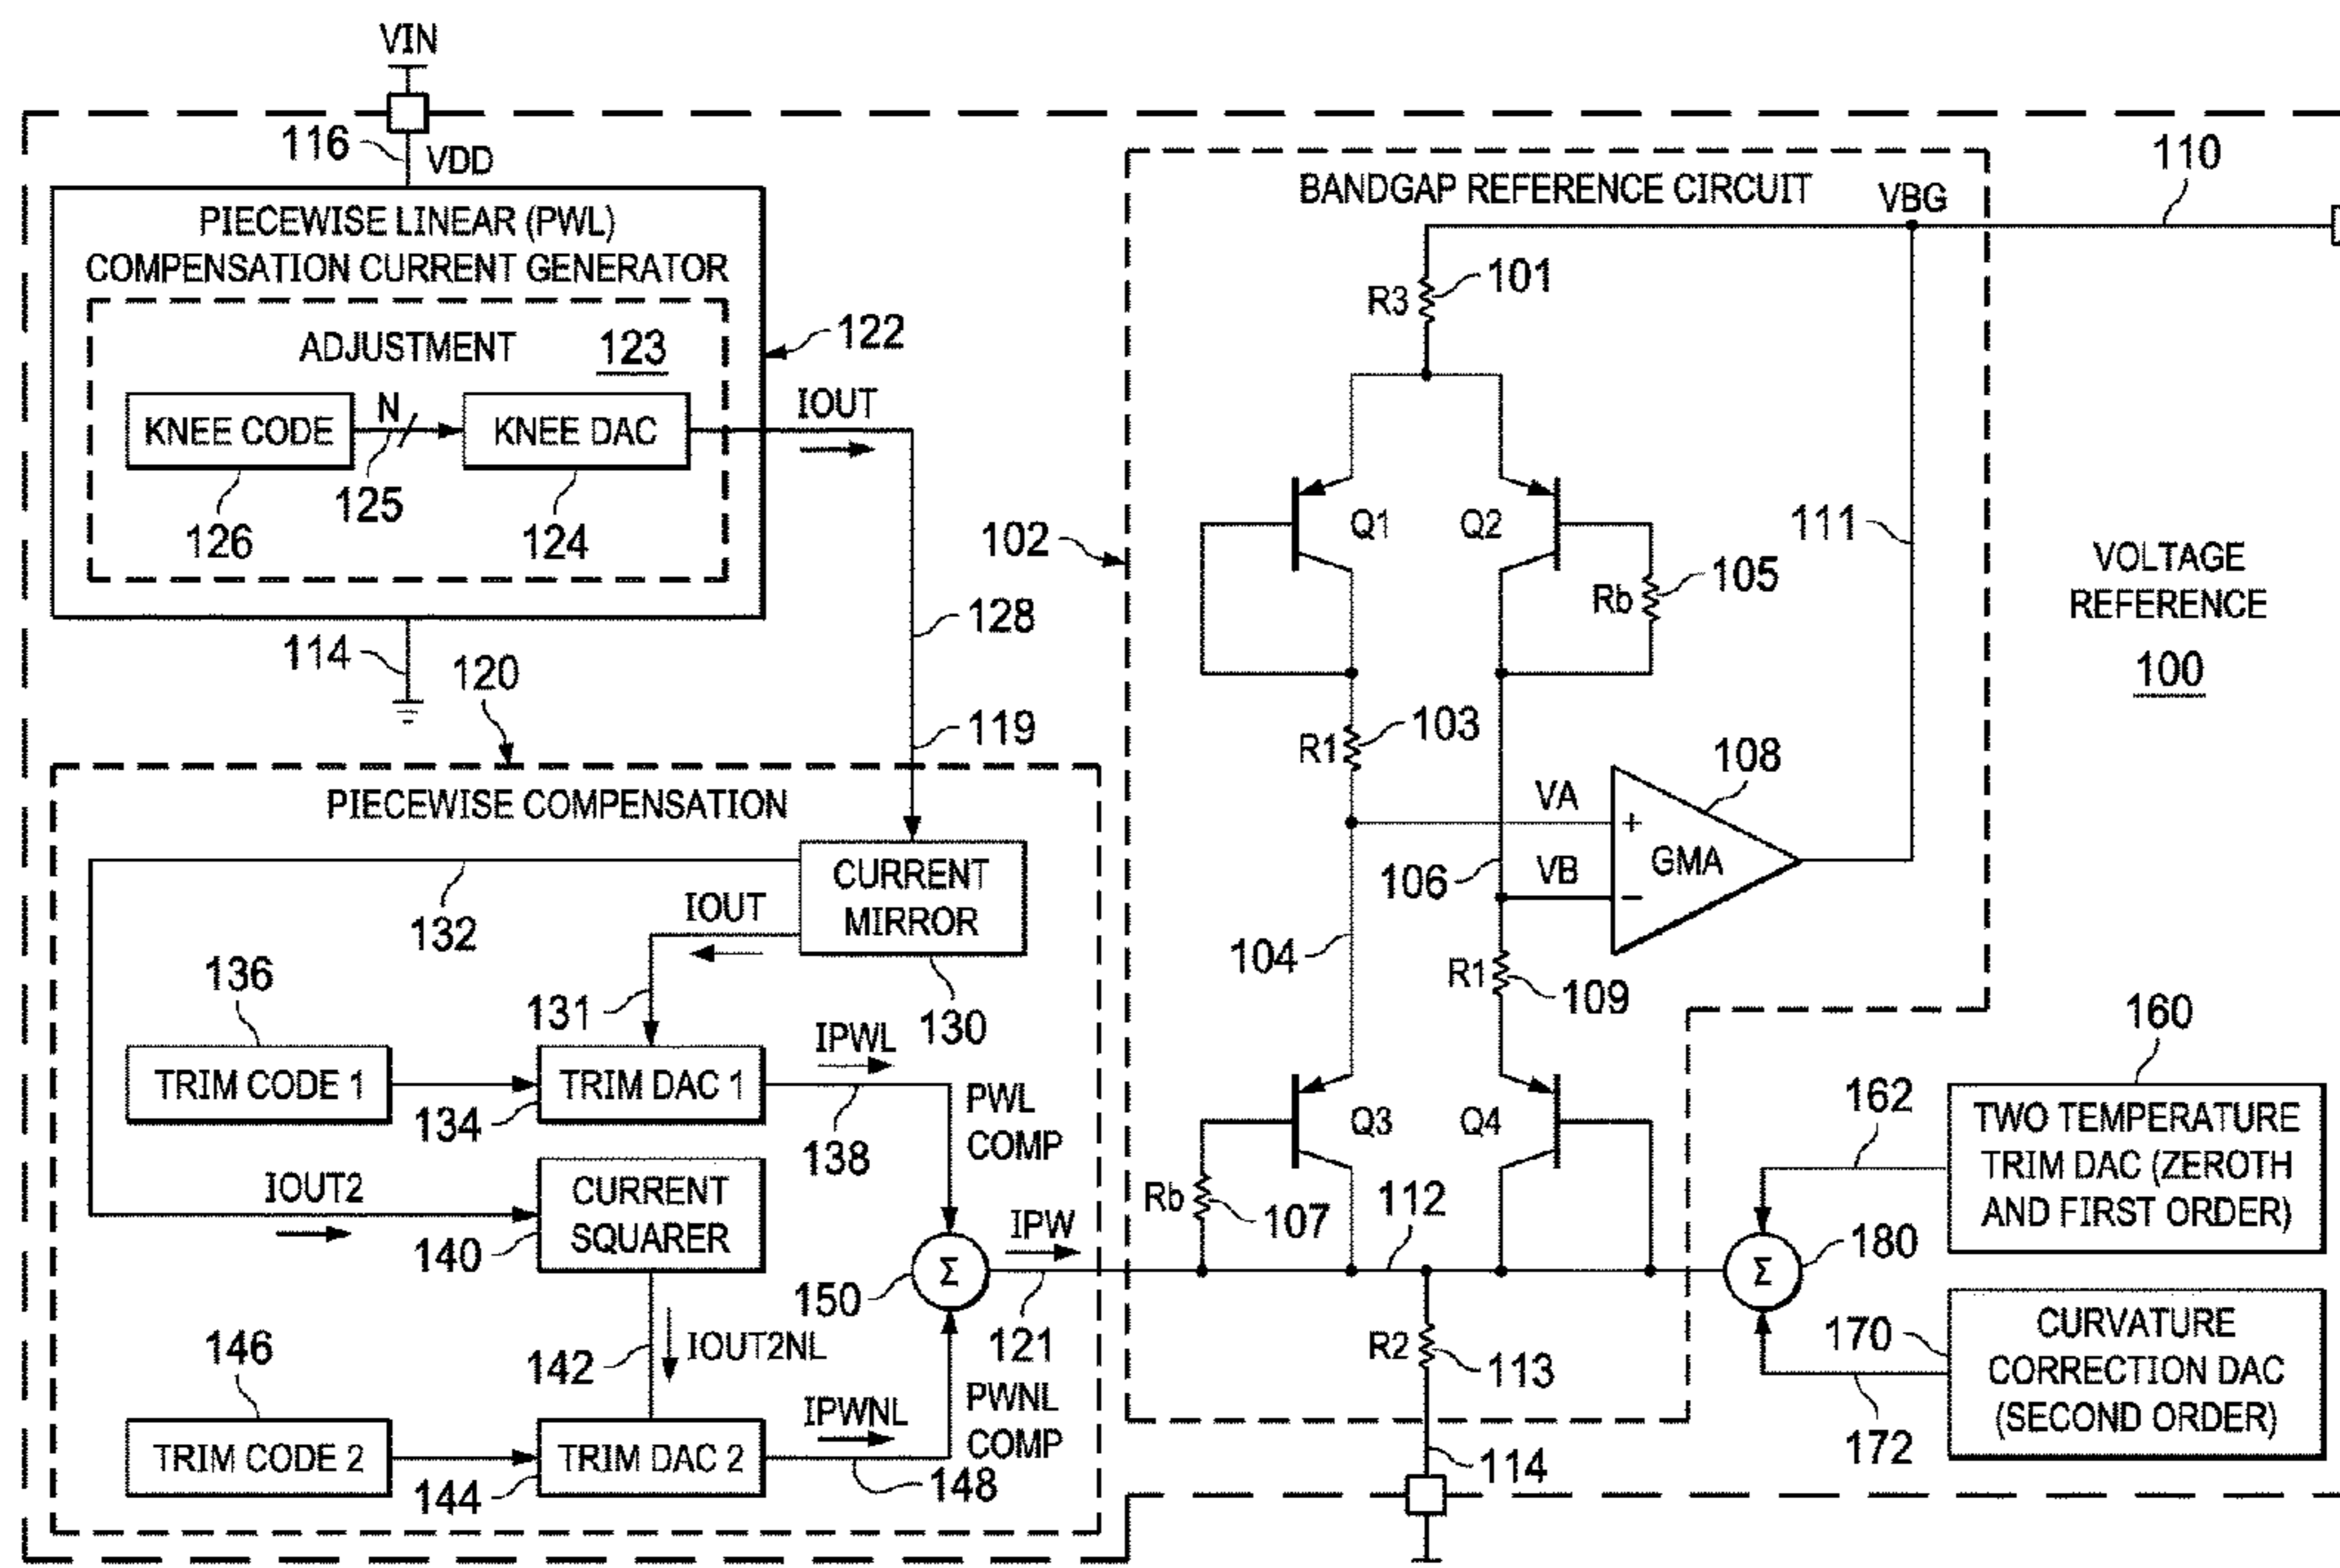 VIN
116
VDD
PIECEWISE LINEAR (PWL)
COMPENSATION CURRENT GENERATOR
ADJUSTMENT
123
122
KNEE CODE
N
KNEE DAC
IOUT
126
125
124
128
114
120
119
PIECEWISE COMPENSATION
CURRENT
MIRROR
132
IOUT
136
131
130
TRIM CODE 1
TRIM DAC 1
IPWL
134
138
PWL
COMP
IOUT2
CURRENT
SQUARER
140
150
Σ
IPW
121
146
142
IOUT2NL
TRIM CODE 2
TRIM DAC 2
IPWNL
PWNL
COMP
144
148
BANDGAP REFERENCE CIRCUIT
VBG
110
R3
101
102
Q1
Q2
Rb
105
111
VOLTAGE
REFERENCE
100
R1
103
108
VA
+
GMA
106
VB
−
104
R1
109
Q3
Q4
Rb
107
112
R2
113
114
160
162
TWO TEMPERATURE
TRIM DAC (ZEROTH
AND FIRST ORDER)
Σ
180
170
CURVATURE
CORRECTION DAC
(SECOND ORDER)
172